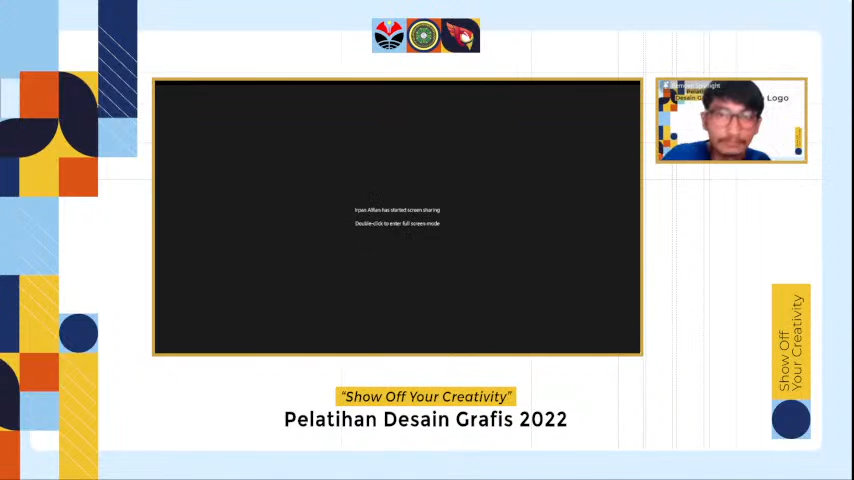 Irpan Alfian has started screen sharing
Double-click to enter full screen mode
Desain G
Logo
Show Off
Your Creativity
“Show Off Your Creativity”
Pelatihan Desain Grafis 2022